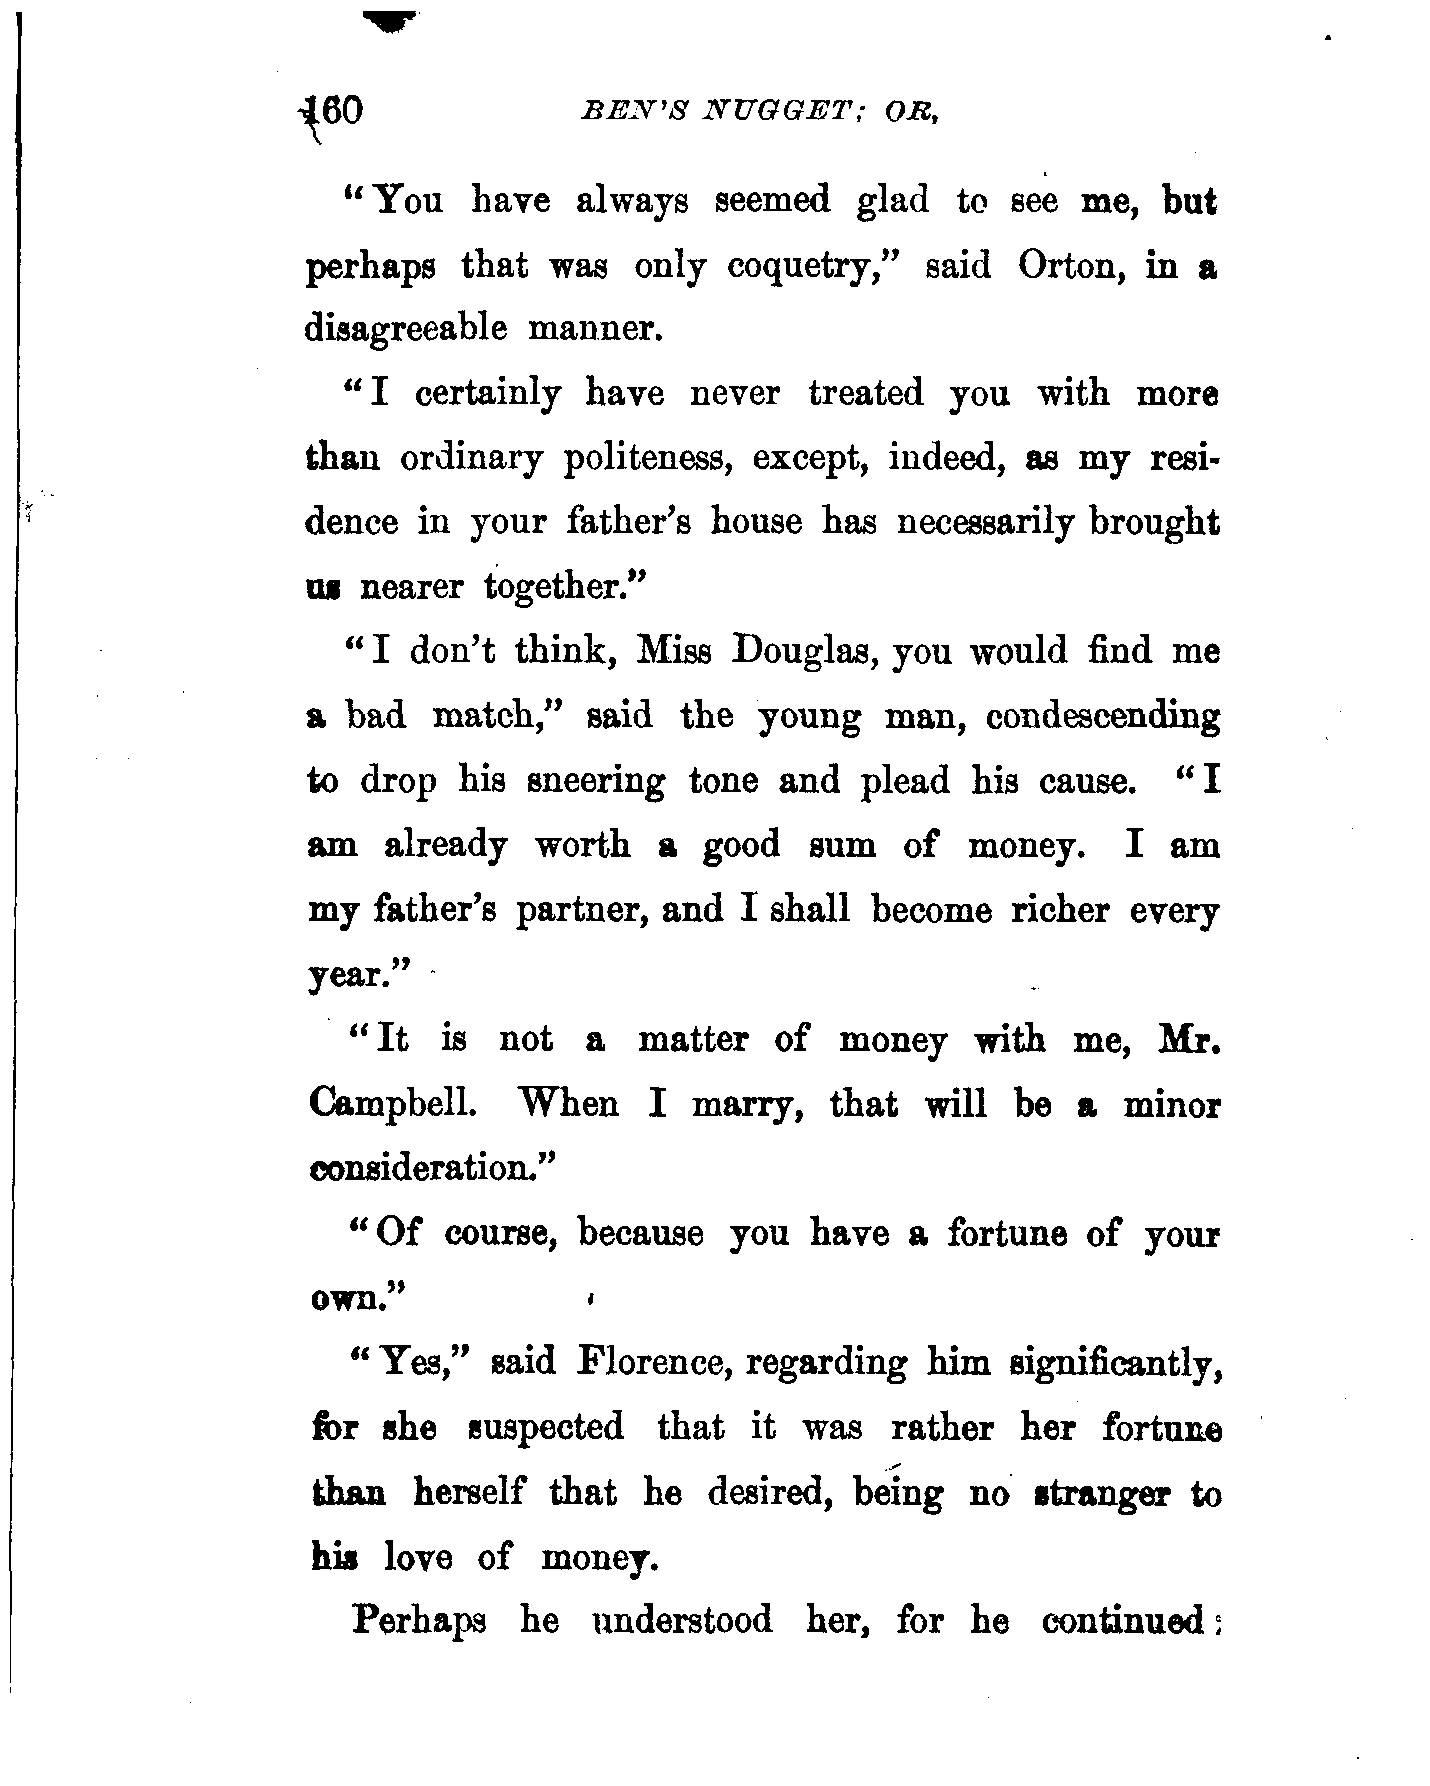 160 BEN'S NUGGET; OR,
"You have always seemed glad to see me, but
perhaps that was only coquetry," said Orton, in a
disagreeable manner.
"I certainly have never treated you with more
than ordinary politeness, except, indeed, as my resi-
dence in your father's house has necessarily brought
us nearer together."
"I don't think, Miss Douglas, you would find me
a bad match," said the young man, condescending
to drop his sneering tone and plead his cause. "I
am already worth a good sum of money. I am
my father's partner, and I shall become richer every
year."
"It is not a matter of money with me, Mr.
Campbell. When I marry, that will be a minor
consideration."
"Of course, because you have a fortune of your
own."
"Yes," said Florence, regarding him significantly,
for she suspected that it was rather her fortune
than herself that he desired, being no stranger to
his love of money.
Perhaps he understood her, for he continued: